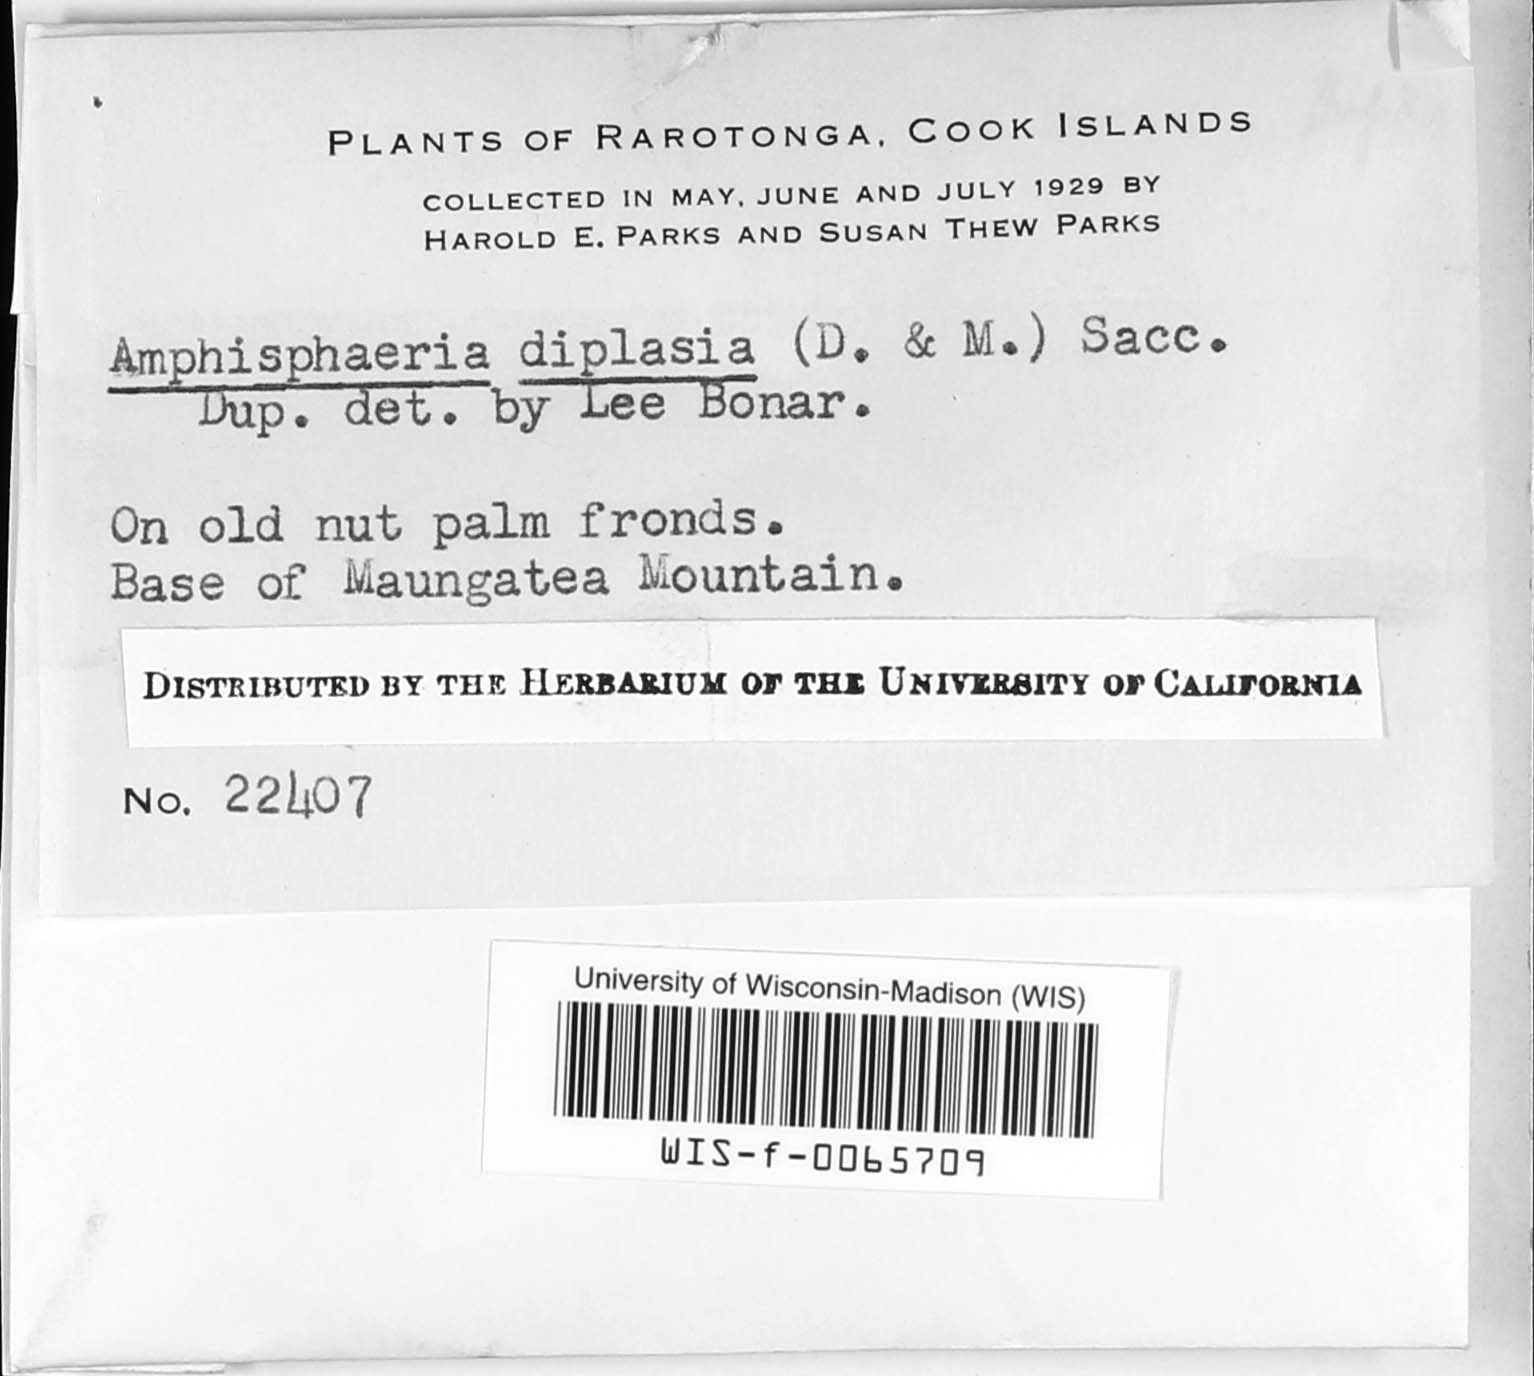 PLANTS OF RAROTONGA, COOK ISLANDS
COLLECTED IN MAY, JUNE AND JULY 1929 BY
HAROLD E. PARKS AND SUSAN THEW PARKS
Amphisphaeria diplasia (D. & M.) Sacc.
Dup. det. by Lee Bonar.
On old nut palm fronds.
Base of Maungatea Mountain.
DISTRIBUTED BY THE HERBARIUM OF THE UNIVERSITY OF CALIFORNIA
No. 22407
University of Wisconsin-Madison (WIS)
WIS-f-0065709